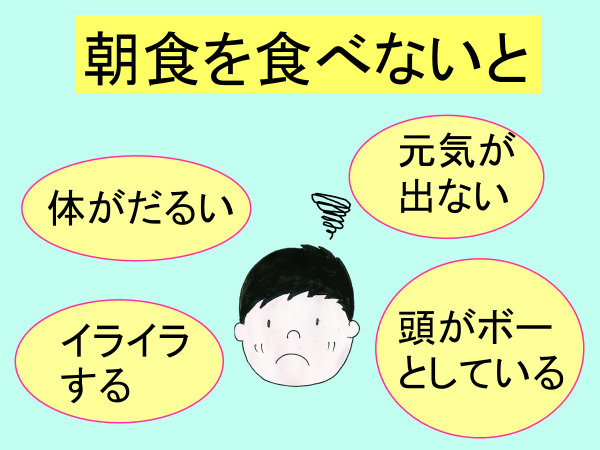 朝食を食べないと
体がだるい
元気が
出ない
イライラ
する
頭がボー
としている